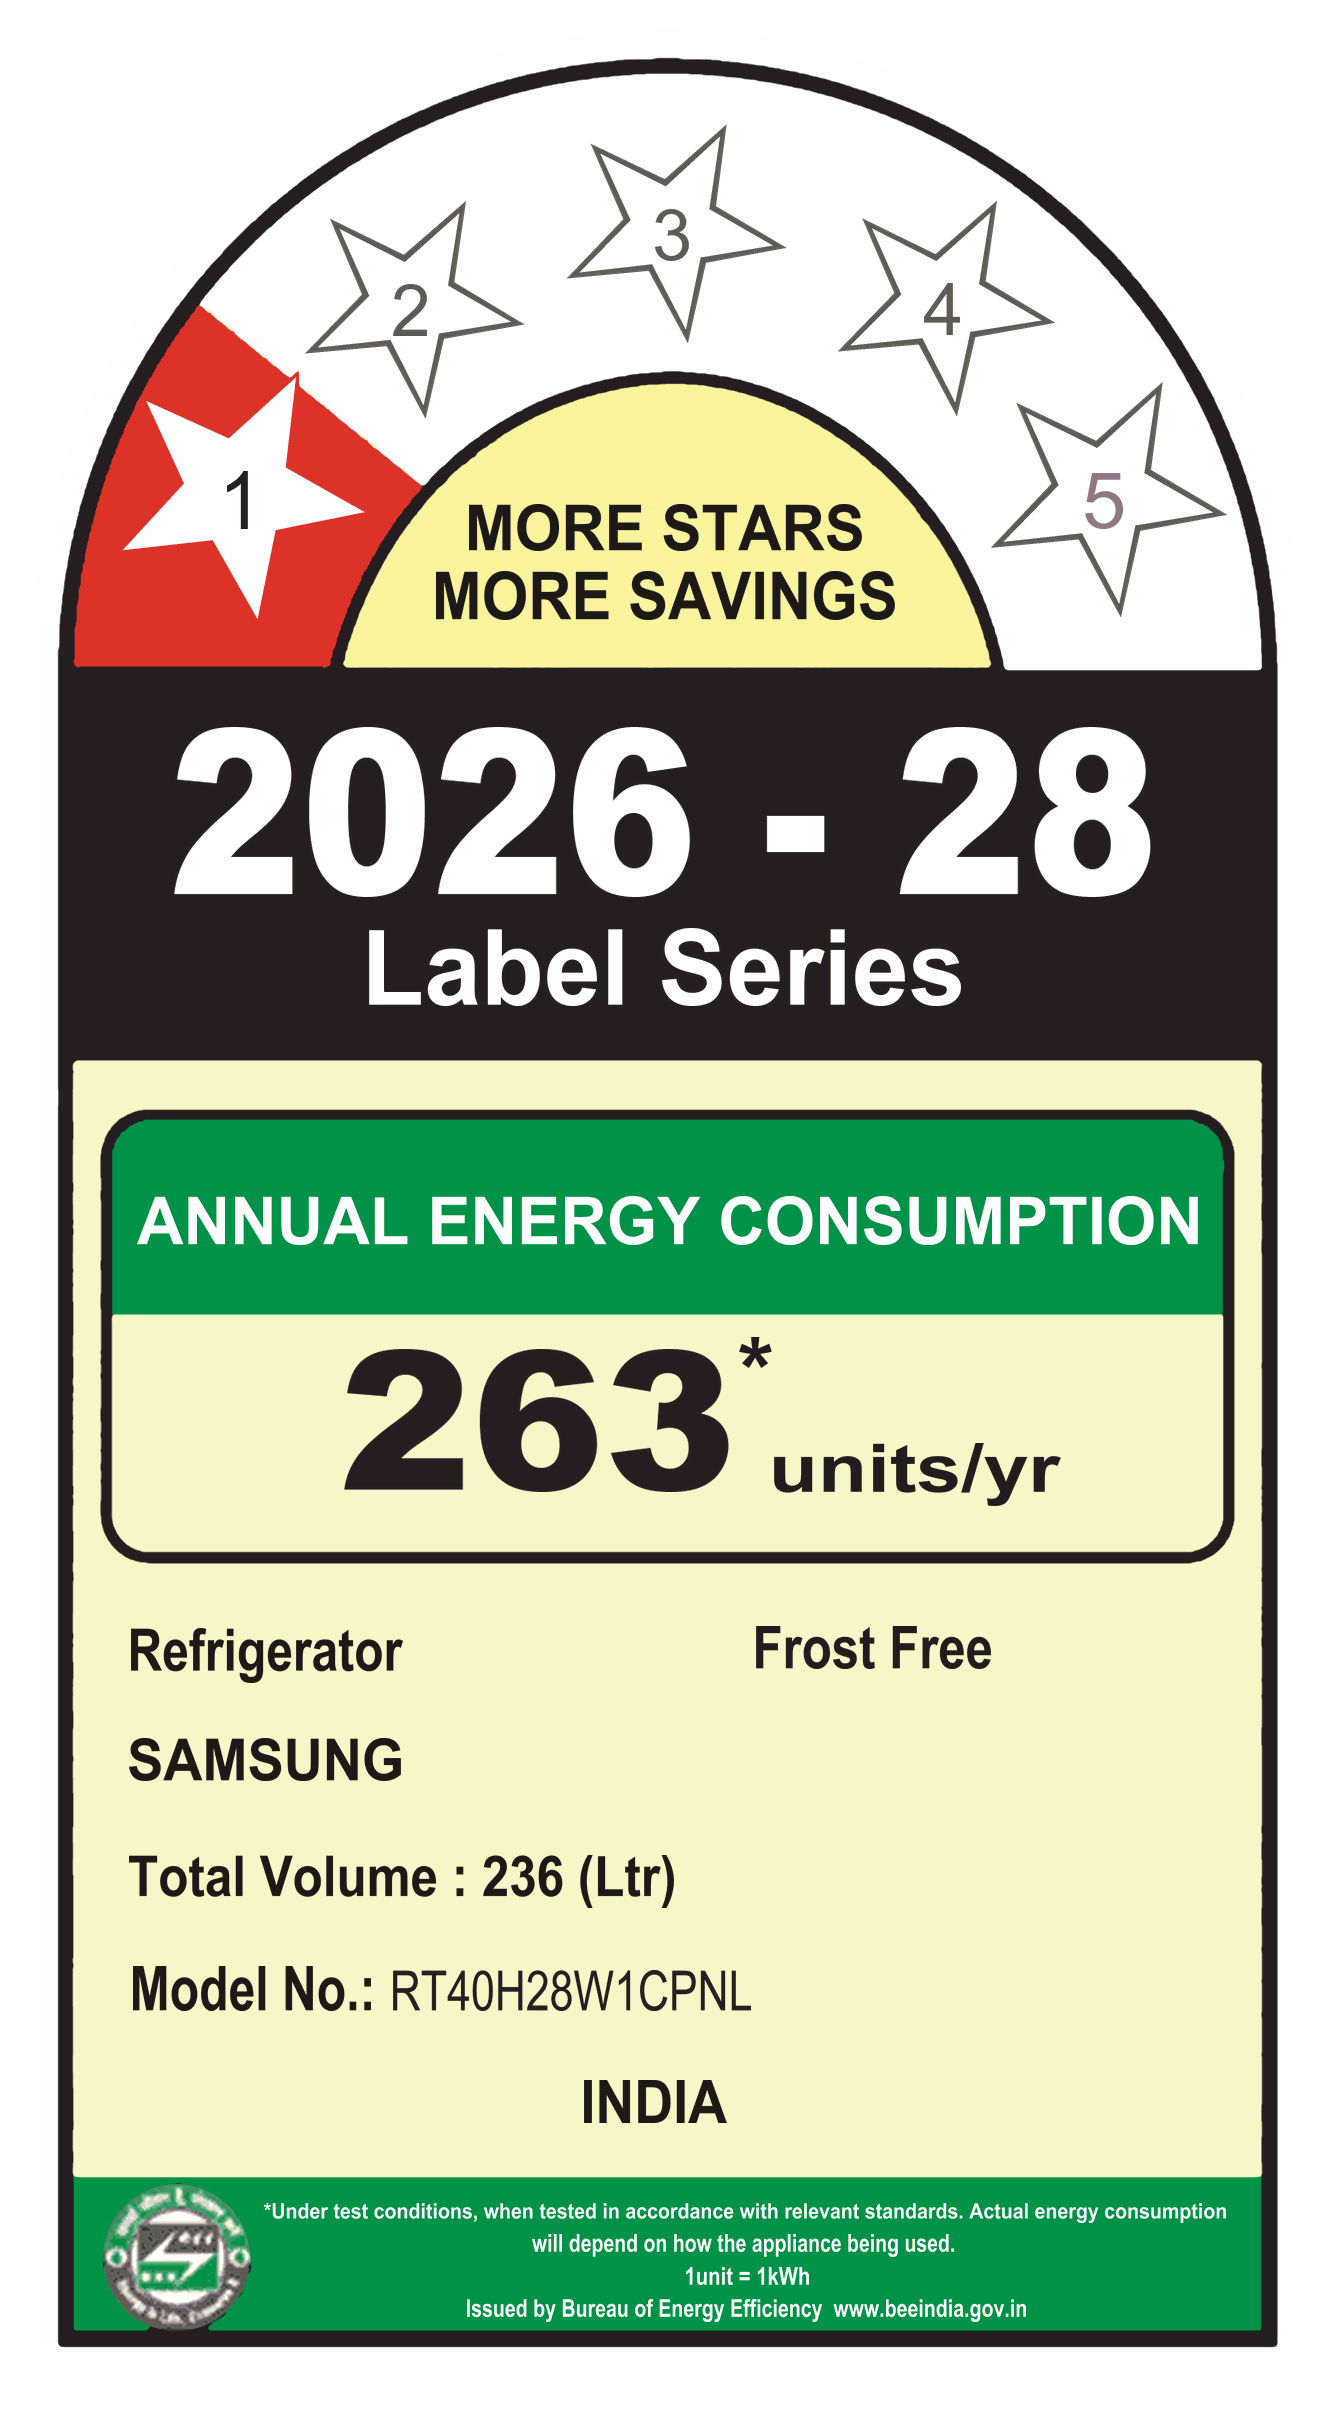 1
2
3
4
5
MORE STARS
MORE SAVINGS
2026 - 28
Label Series
ANNUAL ENERGY CONSUMPTION
263* units/yr
Refrigerator Frost Free
SAMSUNG
Total Volume : 236 (Ltr)
Model No.: RT40H28W1CPNL
INDIA
*Under test conditions, when tested in accordance with relevant standards. Actual energy consumption
will depend on how the appliance being used.
1unit = 1kWh
Issued by Bureau of Energy Efficiency www.beeindia.gov.in